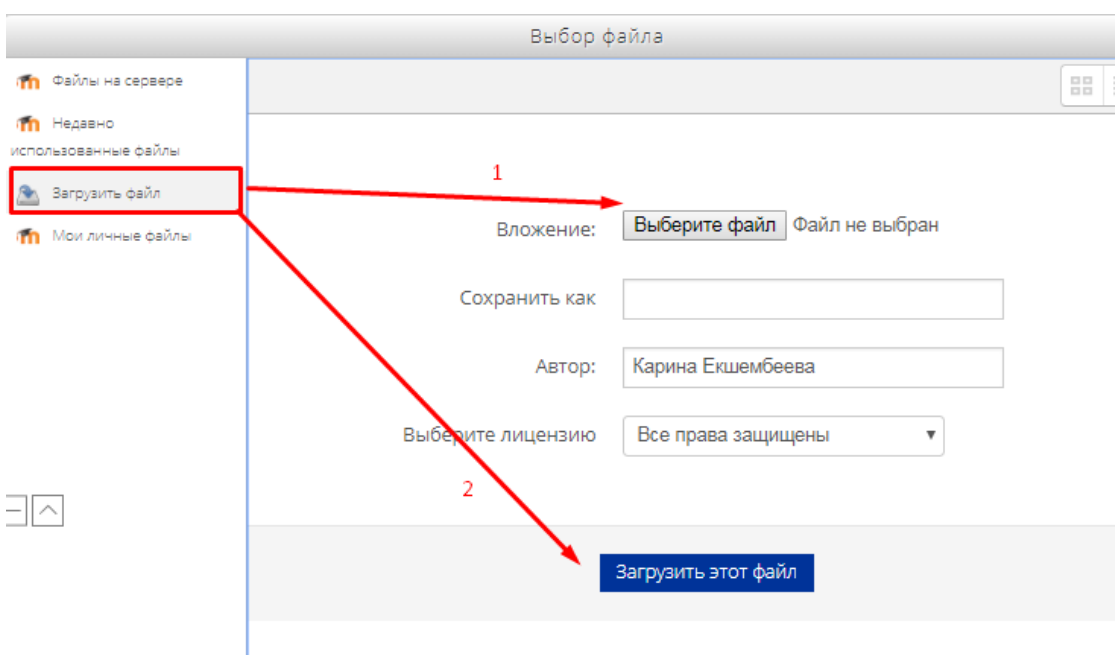 Выбор файла
Файлы на сервере
Недавно
использованные файлы
Загрузить файл
Мои личные файлы
1
Вложение: Выберите файл Файл не выбран
Сохранить как
Автор: Карина Екшембеева
Выберите лицензию Все права защищены
2
Загрузить этот файл